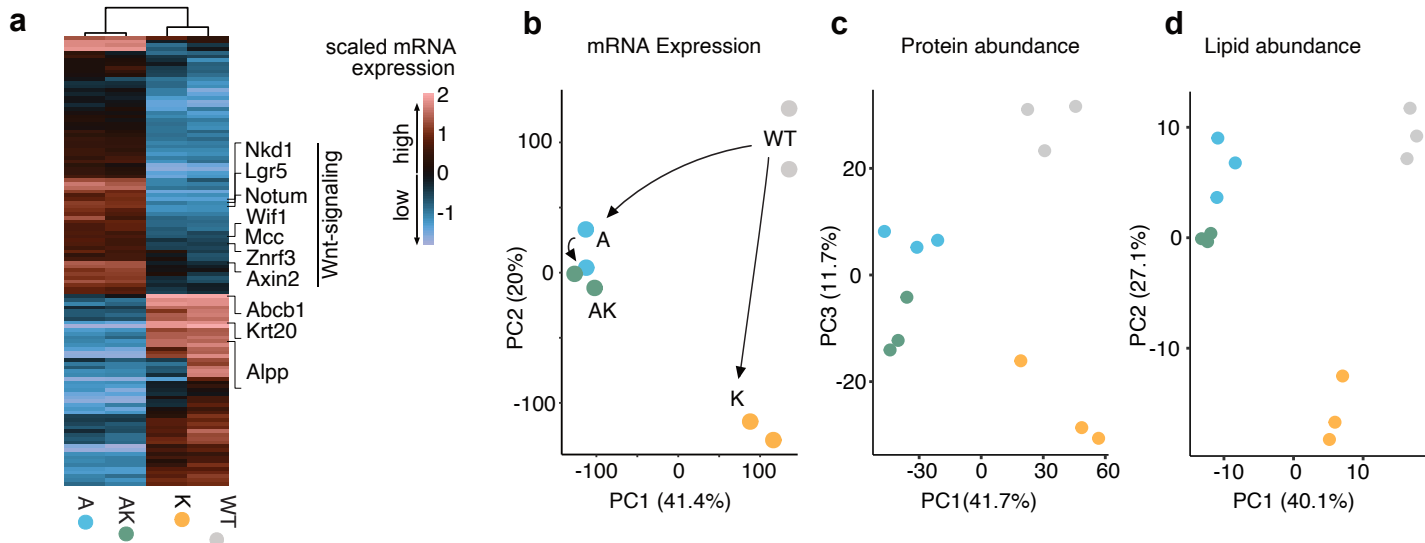 a
scaled mRNA
expression
high
low
2
1
0
-1
Nkd1
Lgr5
Notum
Wif1
Mcc
Znrf3
Axin2
Wnt-signaling
Abcb1
Krt20
Alpp
A
AK
K
WT
b
mRNA Expression
PC2 (20%)
100
0
-100
WT
A
AK
K
-100
0
100
PC1 (41.4%)
c
Protein abundance
PC3 (11.7%)
20
0
-20
-30
0
30
60
PC1(41.7%)
d
Lipid abundance
PC2 (27.1%)
10
0
-10
-10
0
10
PC1 (40.1%)